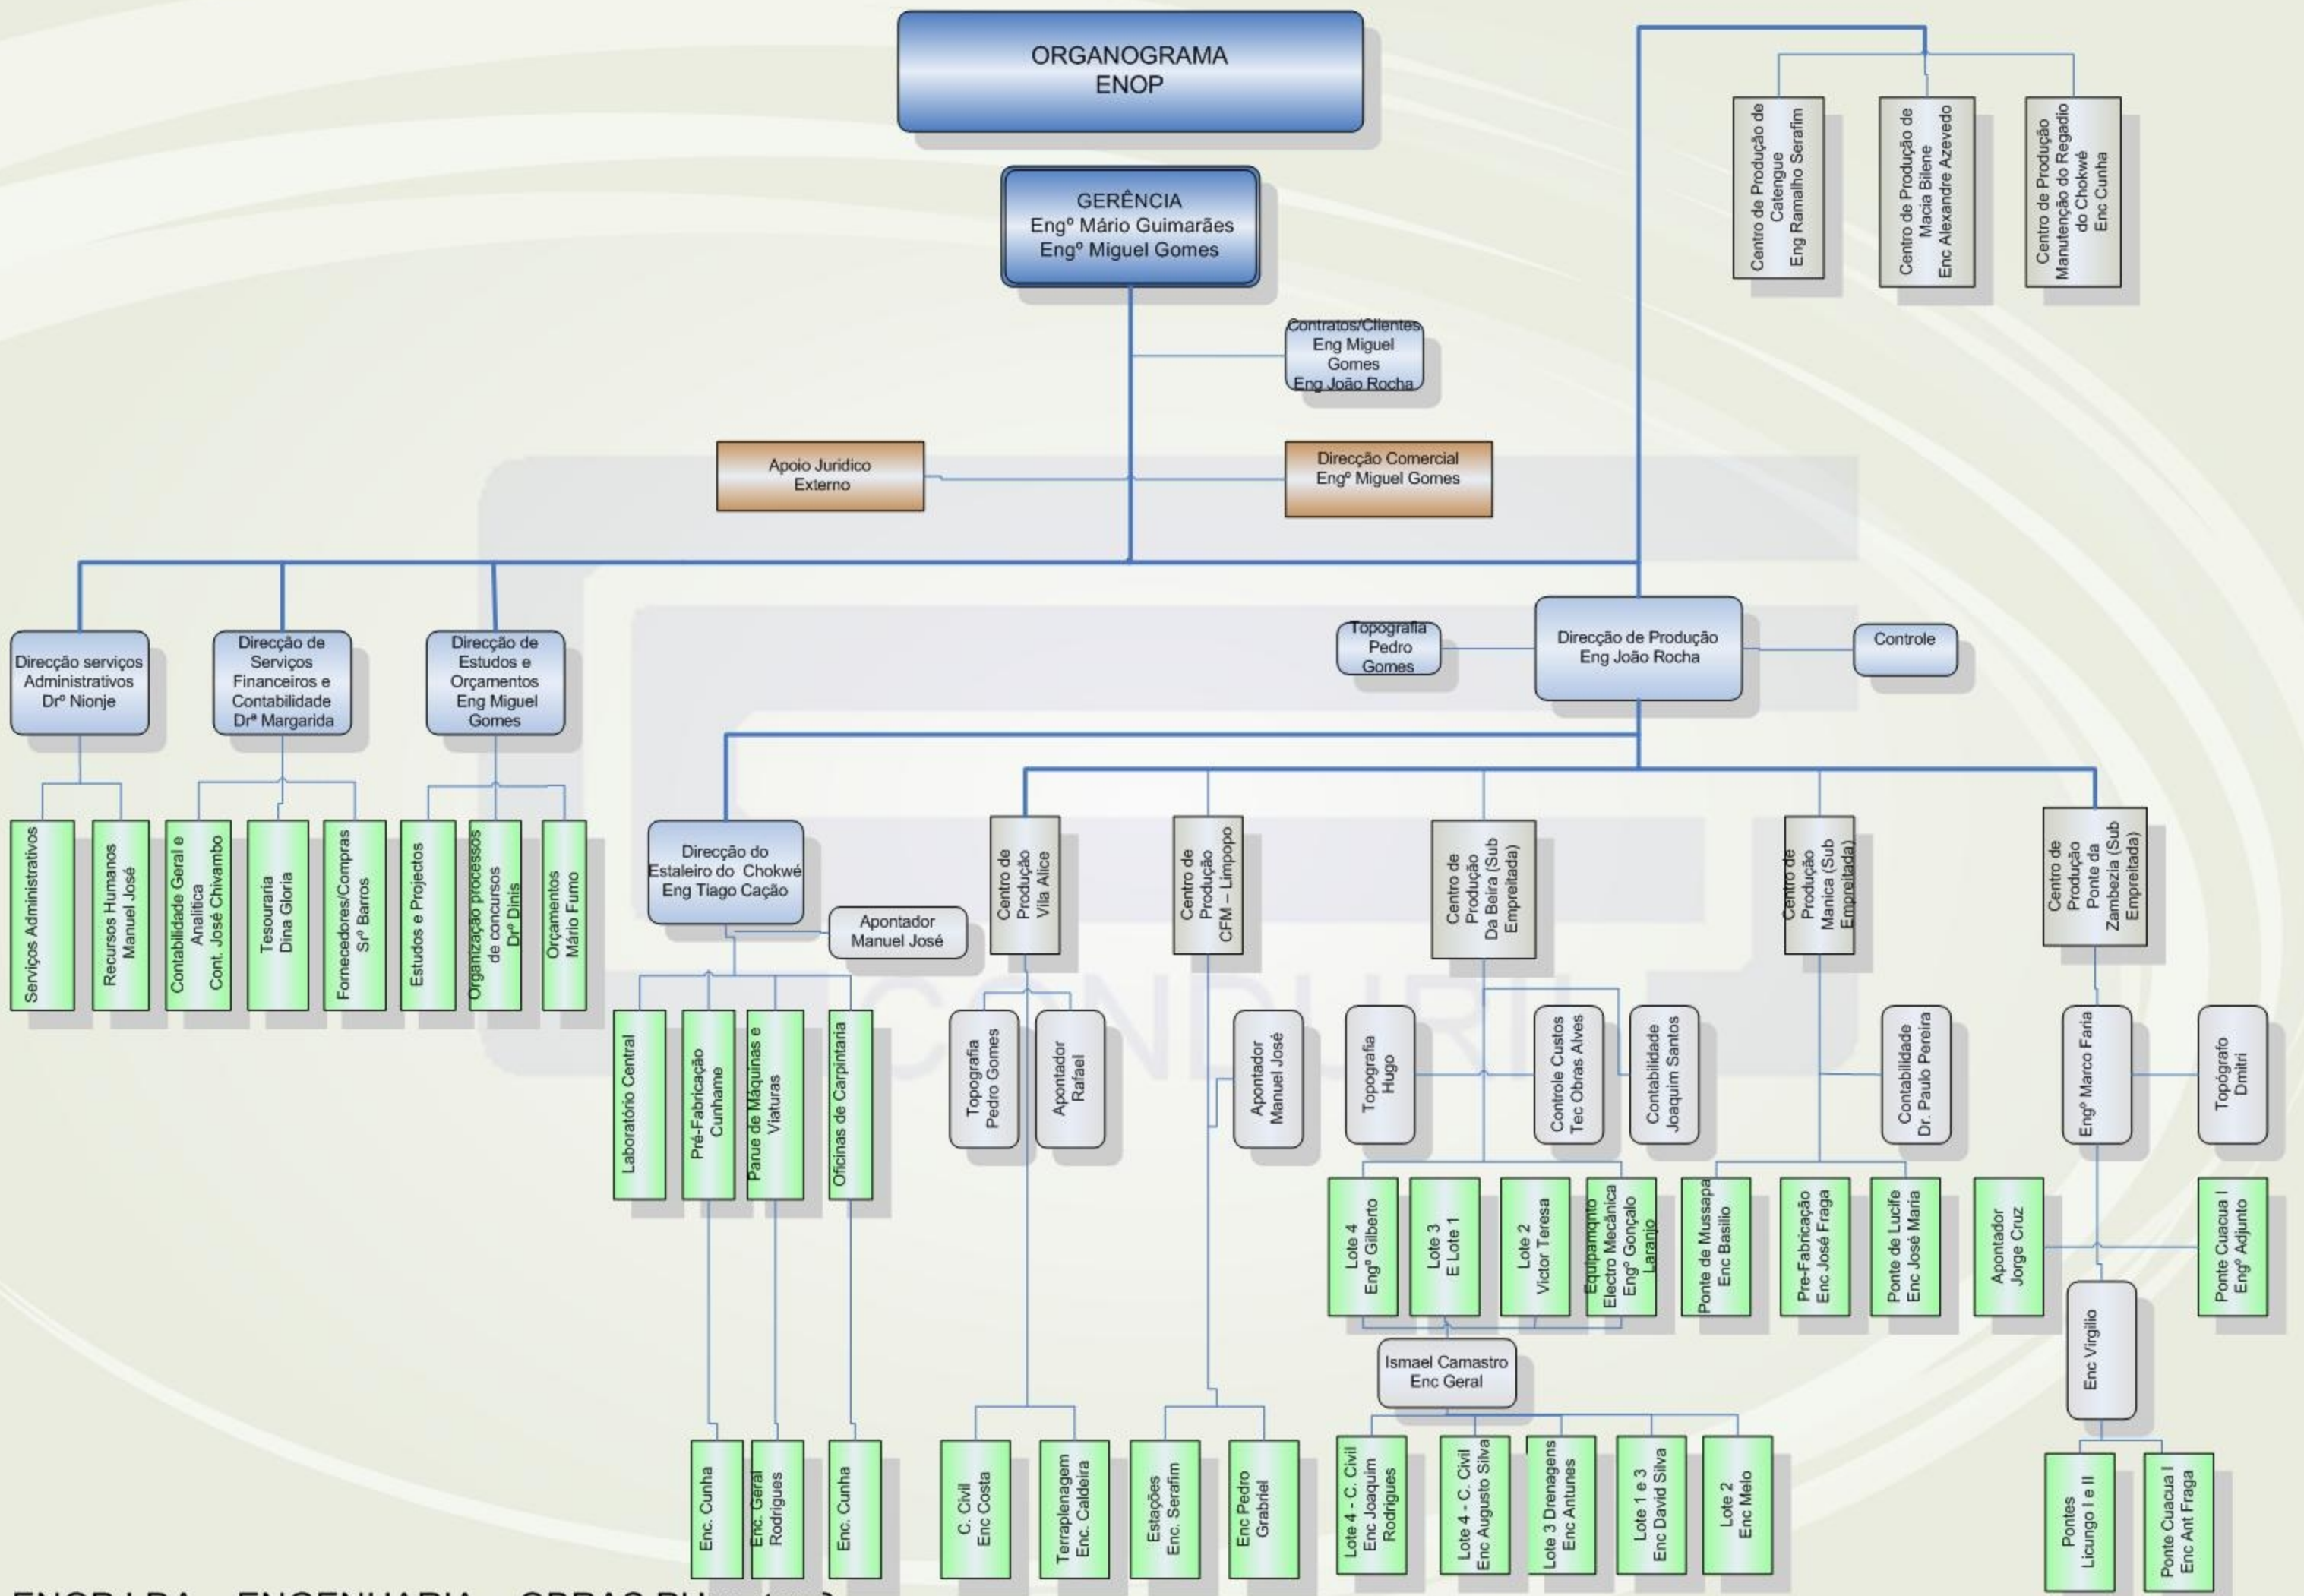 ORGANOGRAMA
ENOP
GERÊNCIA
Engº Mário Guimarães
Engº Miguel Gomes
Centro de Produção de
Catengue
Eng Ramalho Serafim
Centro de Produção de
Macia Bilene
Enc Alexandre Azevedo
Centro de Produção
Manutenção do Regadio
do Chokwé
Enc Cunha
Contratos/Clientes
Eng Miguel
Gomes
Eng João Rocha
Apoio Juridico
Externo
Direcção Comercial
Engº Miguel Gomes
Direcção serviços
Administrativos
Drº Nionje
Direcção de
Serviços
Financeiros e
Contabilidade
Drª Margarida
Direcção de
Estudos e
Orçamentos
Eng Miguel
Gomes
Topografia
Pedro
Gomes
Direcção de Produção
Eng João Rocha
Controle
Serviços Administrativos
Recursos Humanos
Manuel José
Contabilidade Geral e
Analítica
Cont. José Chivambo
Tesouraria
Dina Gloria
Fornecedores/Compras
Srº Barros
Estudos e Projectos
Organização processos
de concursos
Drº Dinis
Orçamentos
Mário Fumo
Direcção do
Estaleiro do Chokwé
Eng Tiago Cação
Apontador
Manuel José
Centro de
Produção
Vila Alice
Centro de
Produção
CFM – Limpopo
Centro de
Produção
Da Beira (Sub
Empreitada)
Centro de
Produção
Manica (Sub
Empreitada)
Centro de
Produção
Ponte da
Zambezia (Sub
Empreitada)
CONDURIL
Laboratório Central
Pré-Fabricação
Cunhame
Parue de Máquinas e
Viaturas
Oficinas de Carpintaria
Topografia
Pedro Gomes
Apontador
Rafael
Apontador
Manuel José
Topografia
Hugo
Controle Custos
Tec Obras Alves
Contabilidade
Joaquim Santos
Contabilidade
Dr. Paulo Pereira
Engº Marco Faria
Topógrafo
Dmitri
Lote 4
Engº Gilberto
Lote 3
E Lote 1
Lote 2
Victor Teresa
Equipamiqnto
Electro Mecânica
Engº Gonçalo
Laranjo
Ponte de Mussapa
Enc Basilio
Pre-Fabricação
Enc José Fraga
Ponte de Lucife
Enc José Maria
Apontador
Jorge Cruz
Ponte Cuacua I
Engº Adjunto
Ismael Camastro
Enc Geral
Enc Virgilio
Enc. Cunha
Enc. Geral
Rodrigues
Enc. Cunha
C. Civil
Enc Costa
Terraplenagem
Enc. Caldeira
Estações
Enc. Serafim
Enc Pedro
Grabriel
Lote 4 - C. Civil
Enc Joaquim
Rodrigues
Lote 4 - C. Civil
Enc Augusto Silva
Lote 3 Drenagens
Enc Antunes
Lote 1 e 3
Enc David Silva
Lote 2
Enc Melo
Pontes
Licungo I e II
Ponte Cuacua I
Enc Ant Fraga